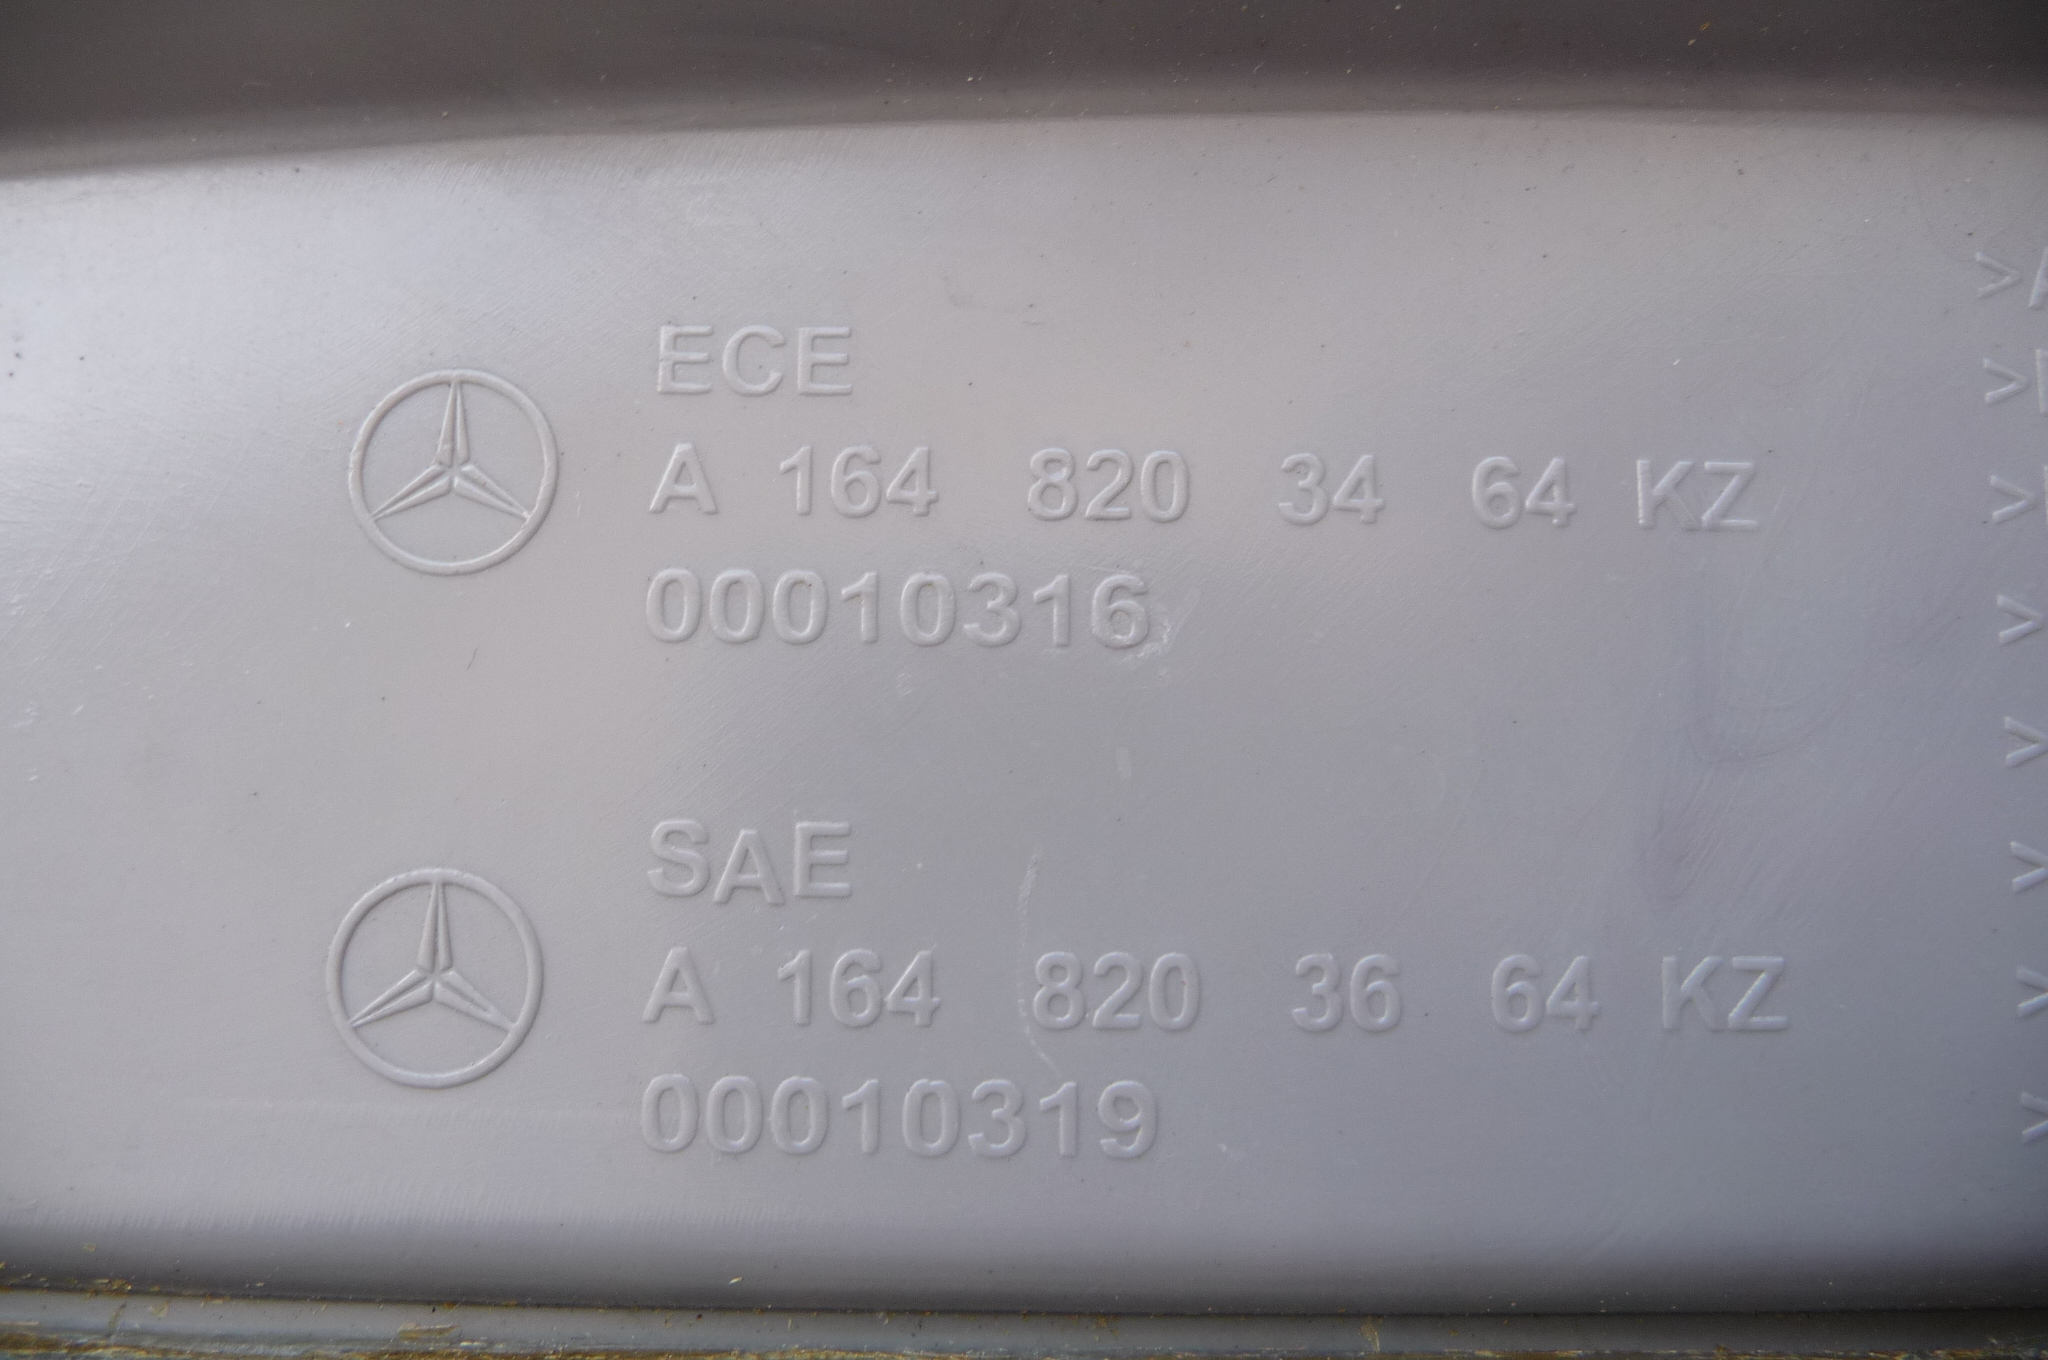 ECE
A 164 820 34 64 KZ
00010316
SAE
A 164 820 36 64 KZ
00010319